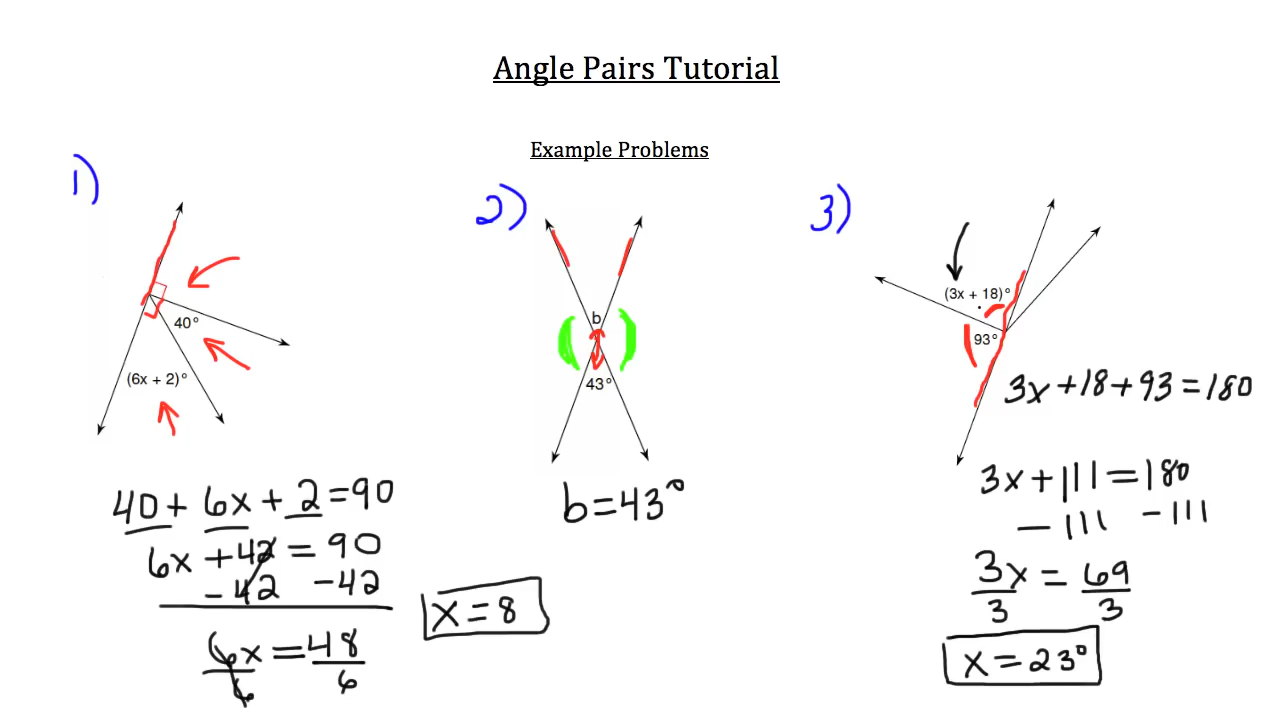 Angle Pairs Tutorial
Example Problems
1)
40°
(6x + 2)°
40 + 6x + 2 = 90
6x + 42 = 90
- 42 - 42
6x = 48
6 6
x = 8
2)
b
43°
b = 43°
3)
(3x + 18)°
93°
3x + 18 + 93 = 180
3x + 111 = 180
- 111 - 111
3x = 69
3 3
x = 23°